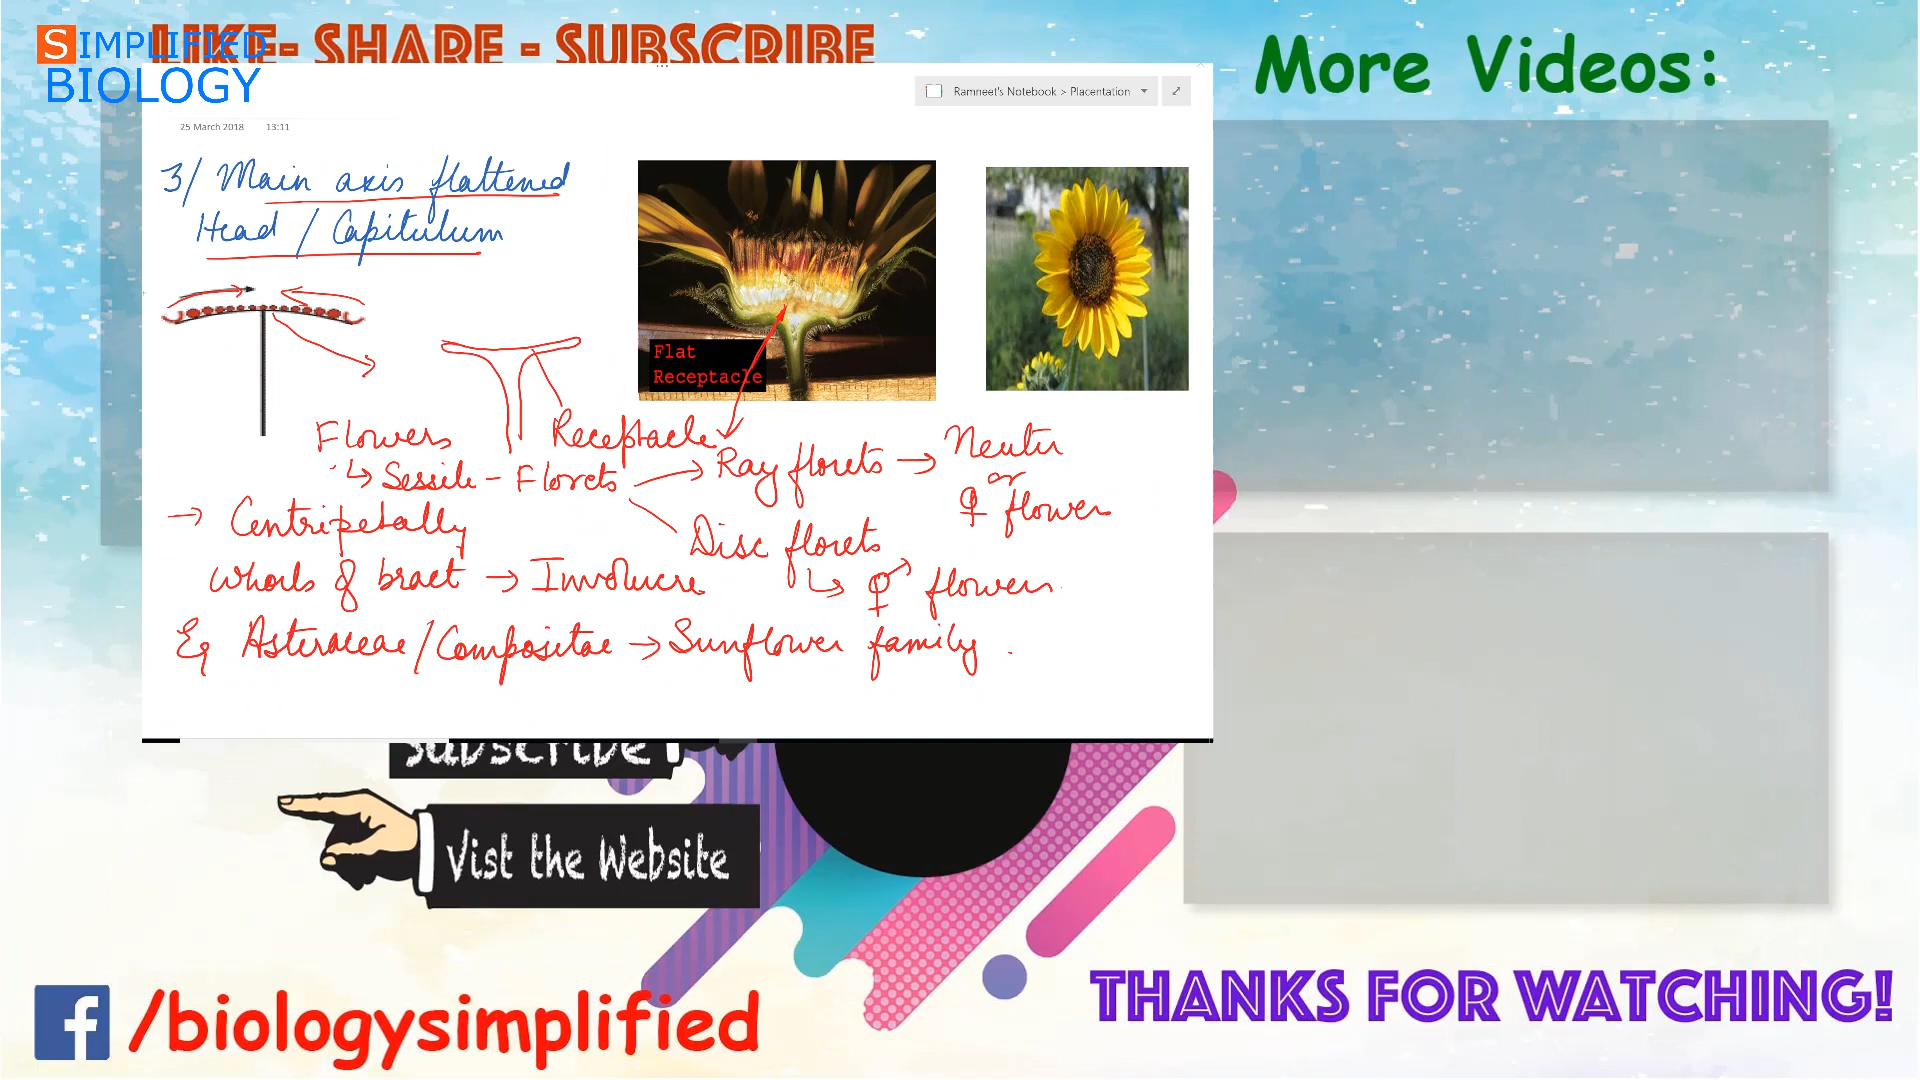 LIKE- SHARE - SUBSCRIBE
SIMPLIFIED
BIOLOGY
More Videos:
Ramneet's Notebook > Placentation
25 March 2018 13:11
3/ Main axis flattened
Head / Capitulum
Flat
Receptacle
Flowers
Receptacle
↳ Sessile - Florets
Ray florets → Neuter
or
♀ flower
→ Centripetally
Disc florets
↳ ⚥ flowers
Whorls of bract → Involucre
Eg Asteraceae/Compositae → Sunflower family.
Subscribe
Vist the Website
/biologysimplified
THANKS FOR WATCHING!